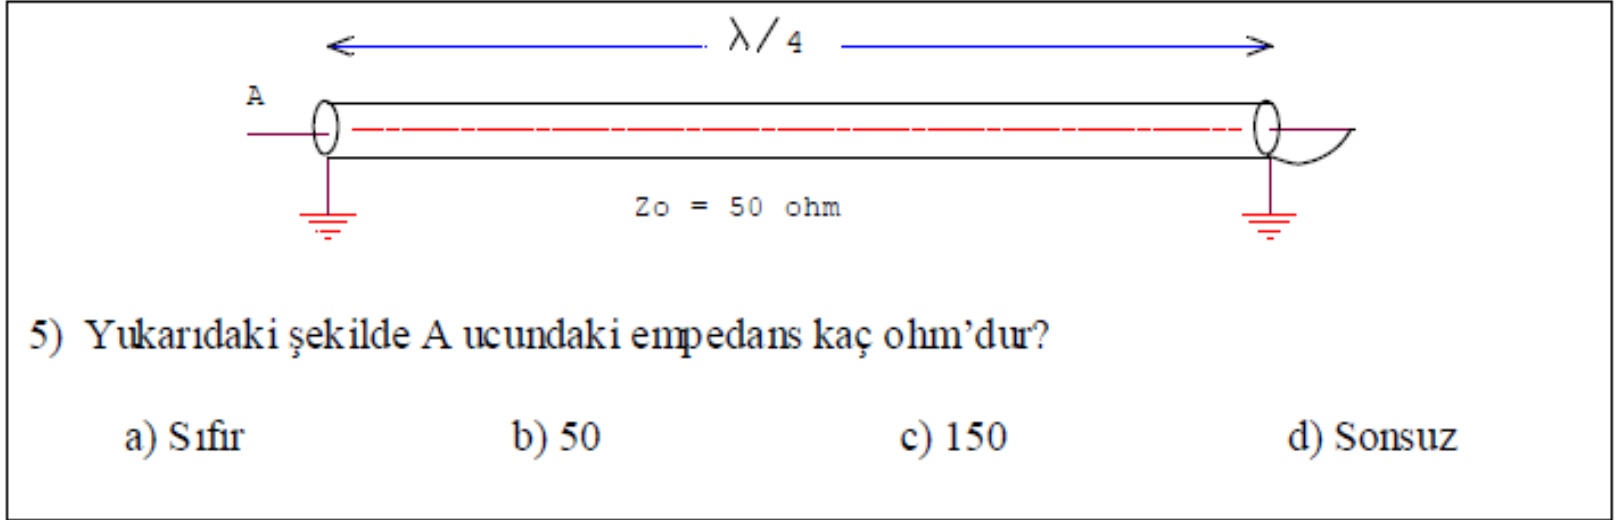 λ/4
A
Zo = 50 ohm
5) Yukarıdaki şekilde A ucundaki empedans kaç ohm’dur?
a) Sıfır b) 50 c) 150 d) Sonsuz